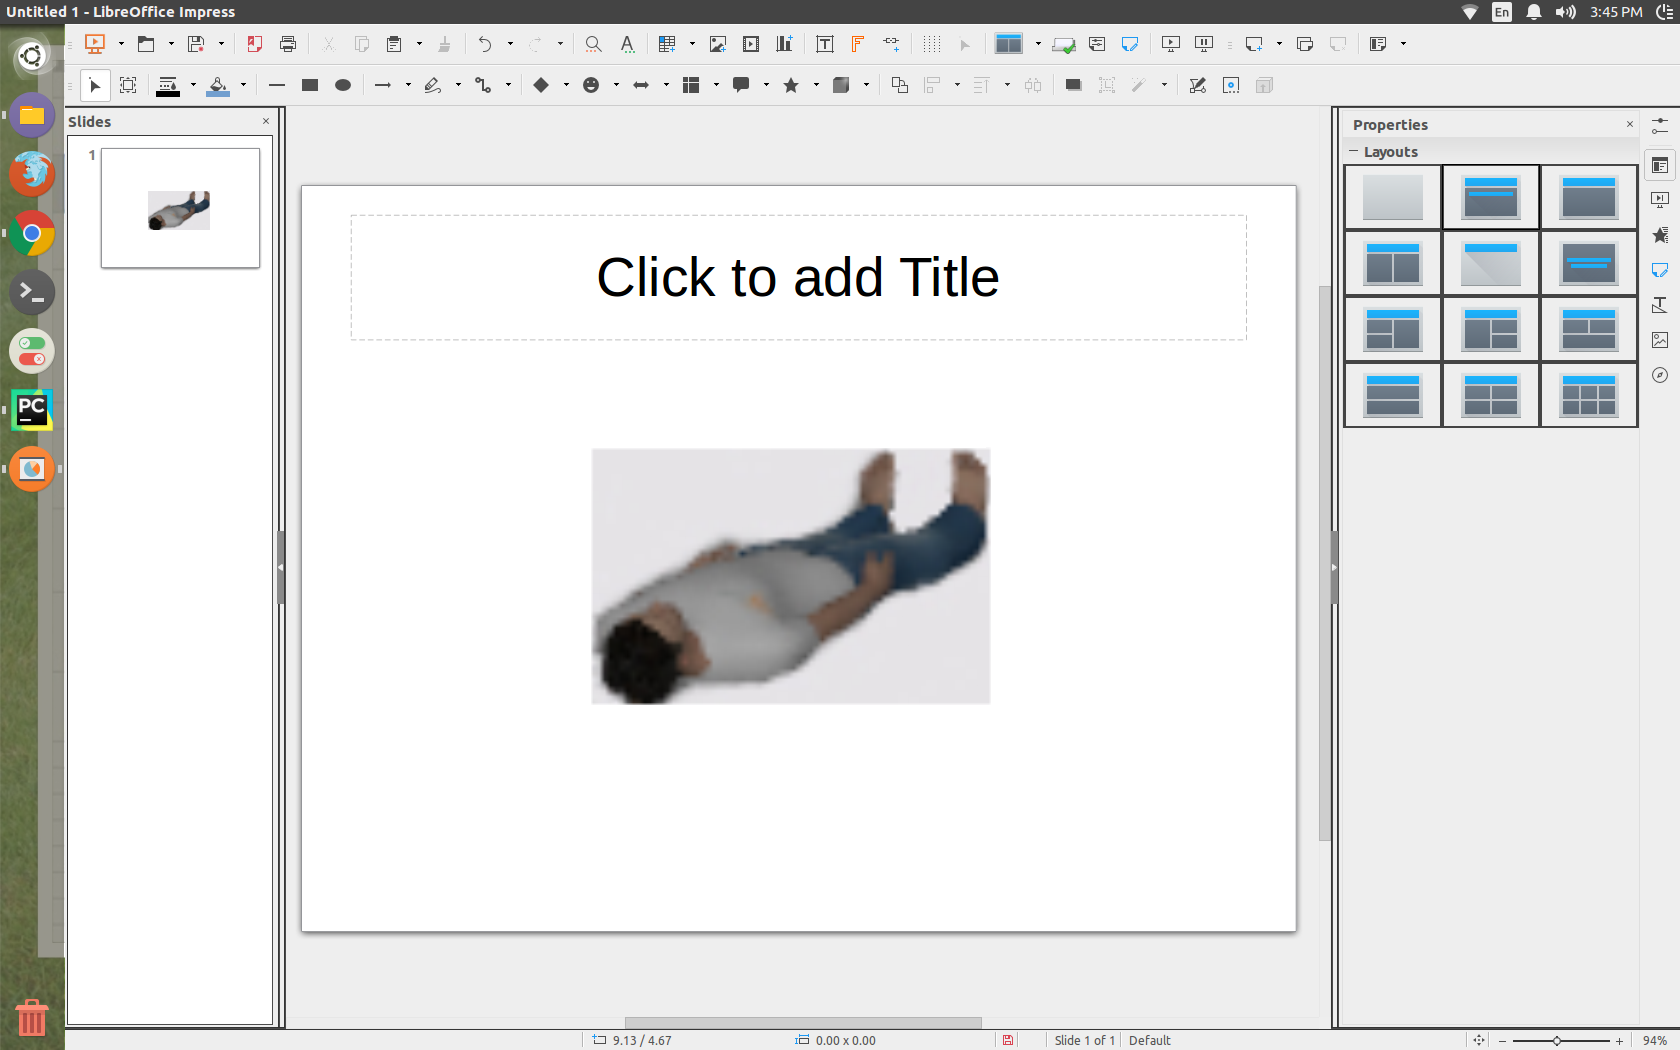 Untitled 1 - LibreOffice Impress
En
3:45 PM
Slides
1
Click to add Title
Properties
Layouts
PC
9.13 / 4.67
0.00 x 0.00
Slide 1 of 1
Default
94%